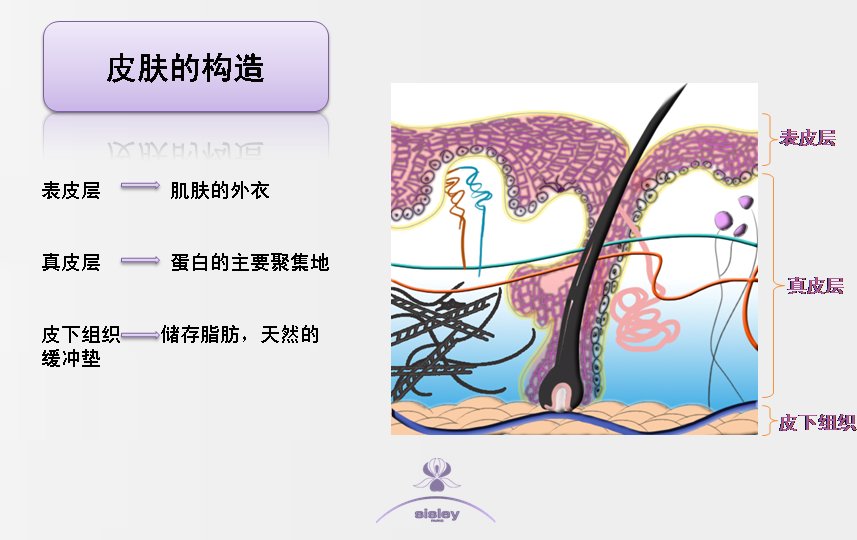 皮肤的构造
表皮层 肌肤的外衣
真皮层 蛋白的主要聚集地
皮下组织 储存脂肪，天然的
缓冲垫
表皮层
真皮层
皮下组织
sisley
PARIS